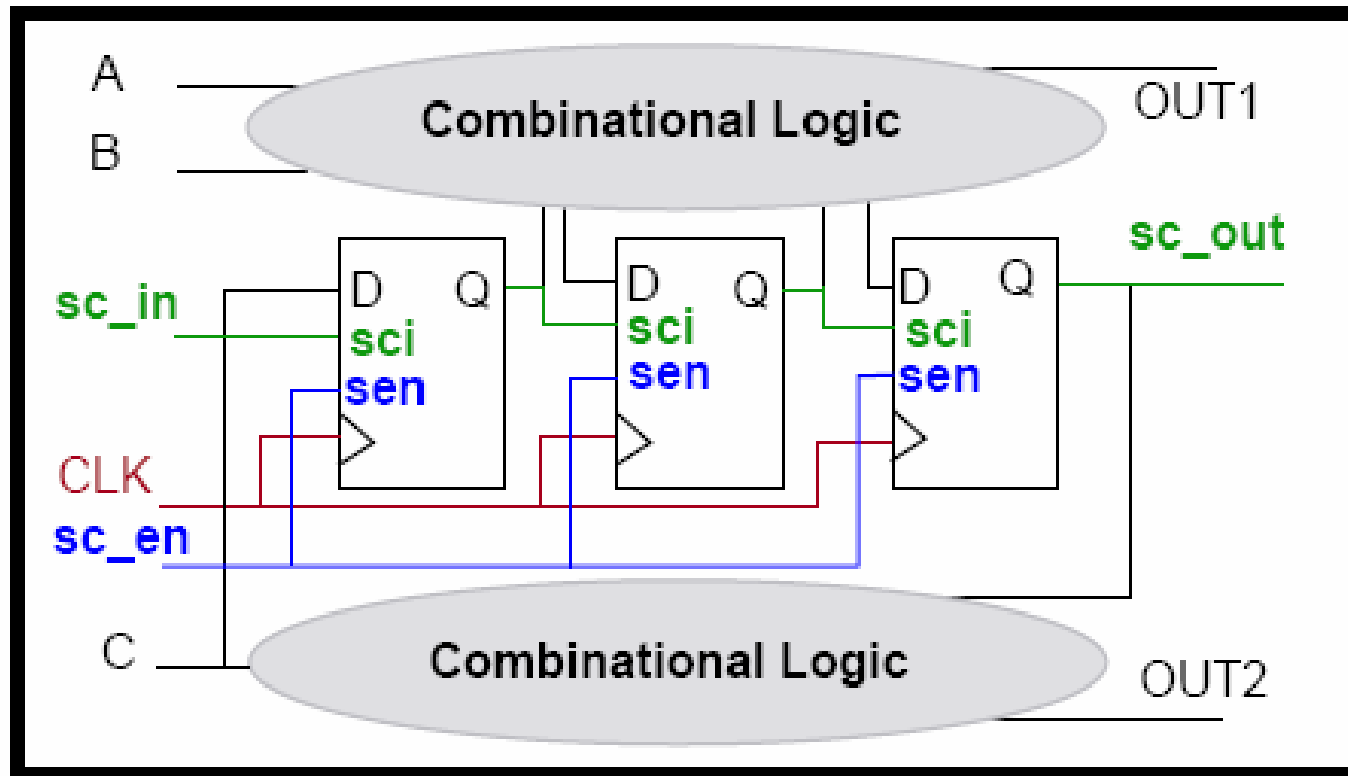 A
Combinational Logic
OUT1
B
sc_out
sc_in
D Q
sci
sen
D Q
sci
sen
D Q
sci
sen
CLK
sc_en
C
Combinational Logic
OUT2